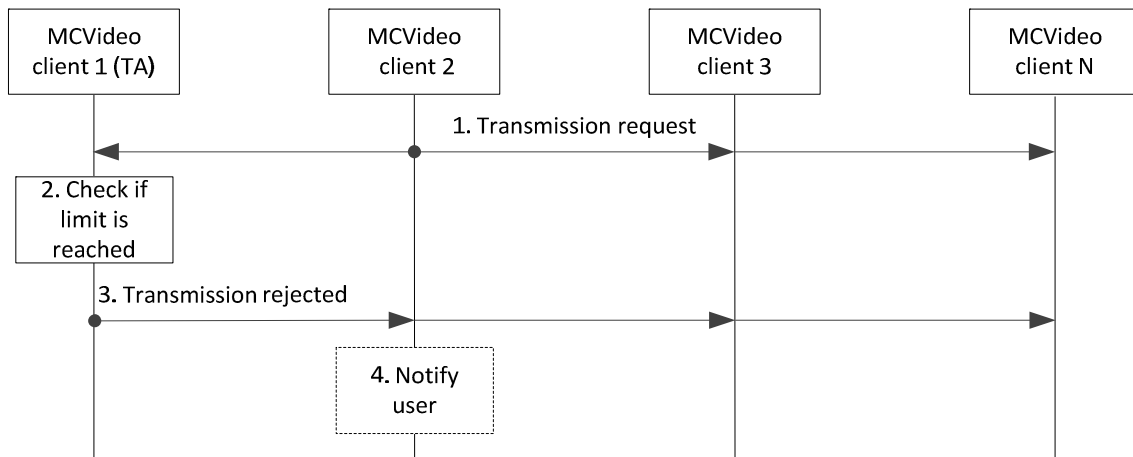 MCVideo
client 1 (TA)
MCVideo
client 2
MCVideo
client 3
MCVideo
client N
1. Transmission request
2. Check if
limit is
reached
3. Transmission rejected
4. Notify
user